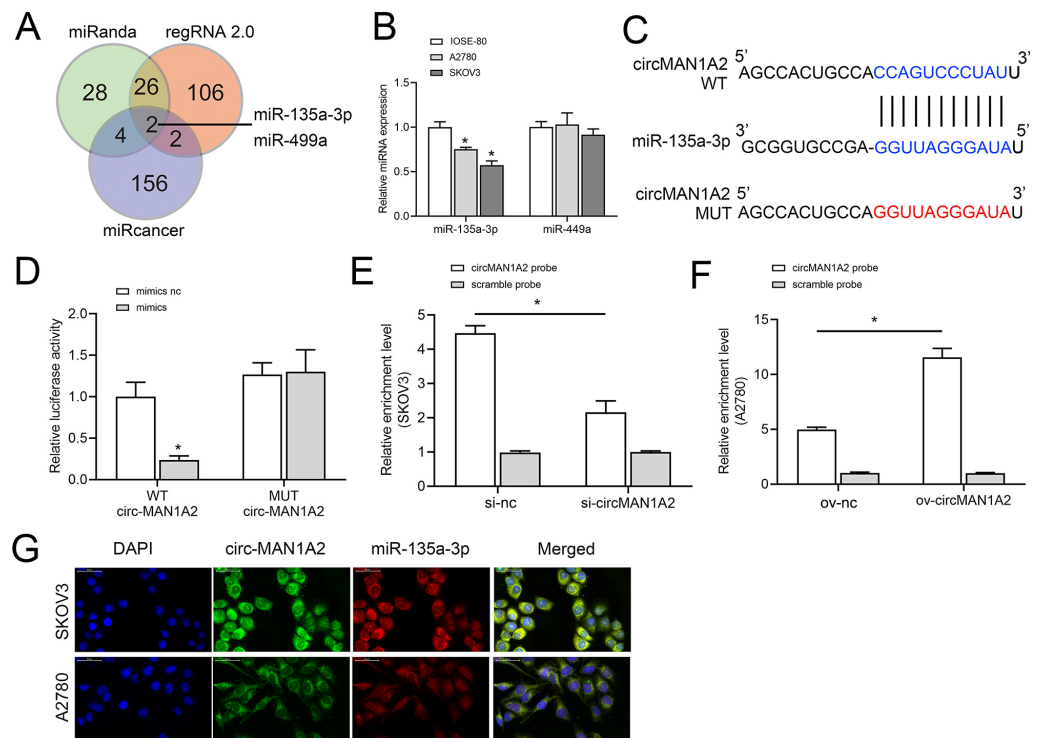 A
miRanda
regRNA 2.0
28
26
106
miR-135a-3p
4
2
2
miR-499a
156
miRcancer
B
IOSE-80
A2780
SKOV3
Relative miRNA expression
1.5
1.0
0.5
0.0
*
*
miR-135a-3p
miR-449a
C
circMAN1A2
WT
5’
AGCCACUGCCACCAGUCCCUAUU
3’
miR-135a-3p
3’
GCGGUGCCGA-GGUUAGGGAUAU
5’
circMAN1A2
MUT
5’
AGCCACUGCCAGGUUAGGGAUAU
3’
D
mimics nc
mimics
Relative luciferase activity
2.0
1.5
1.0
0.5
0.0
*
WT
circ-MAN1A2
MUT
circ-MAN1A2
E
circMAN1A2 probe
scramble probe
Relative enrichment level
(SKOV3)
5
4
3
2
1
0
*
si-nc
si-circMAN1A2
F
circMAN1A2 probe
scramble probe
Relative enrichment level
(A2780)
15
10
5
0
*
ov-nc
ov-circMAN1A2
G
DAPI
circ-MAN1A2
miR-135a-3p
Merged
SKOV3
A2780